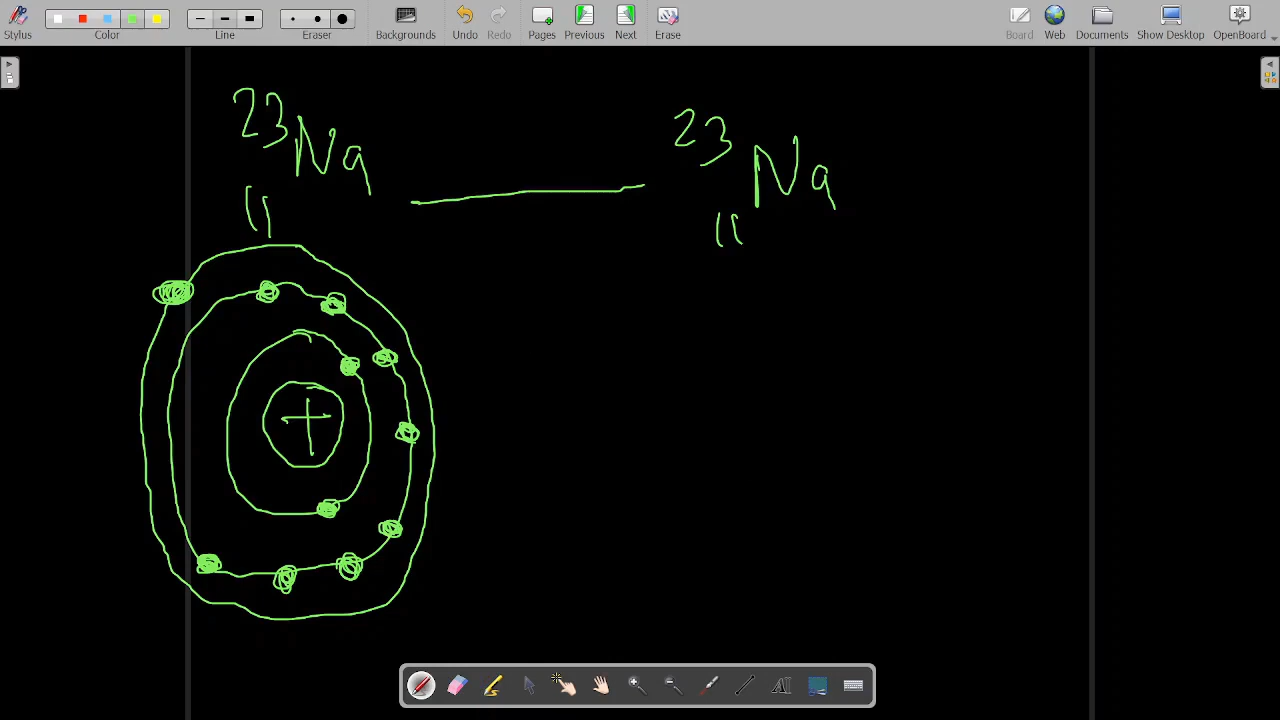 Stylus Color Line Eraser Backgrounds Undo Redo Pages Previous Next Erase Board Web Documents Show Desktop OpenBoard
23 Na 11
23 Na 11
+
AI